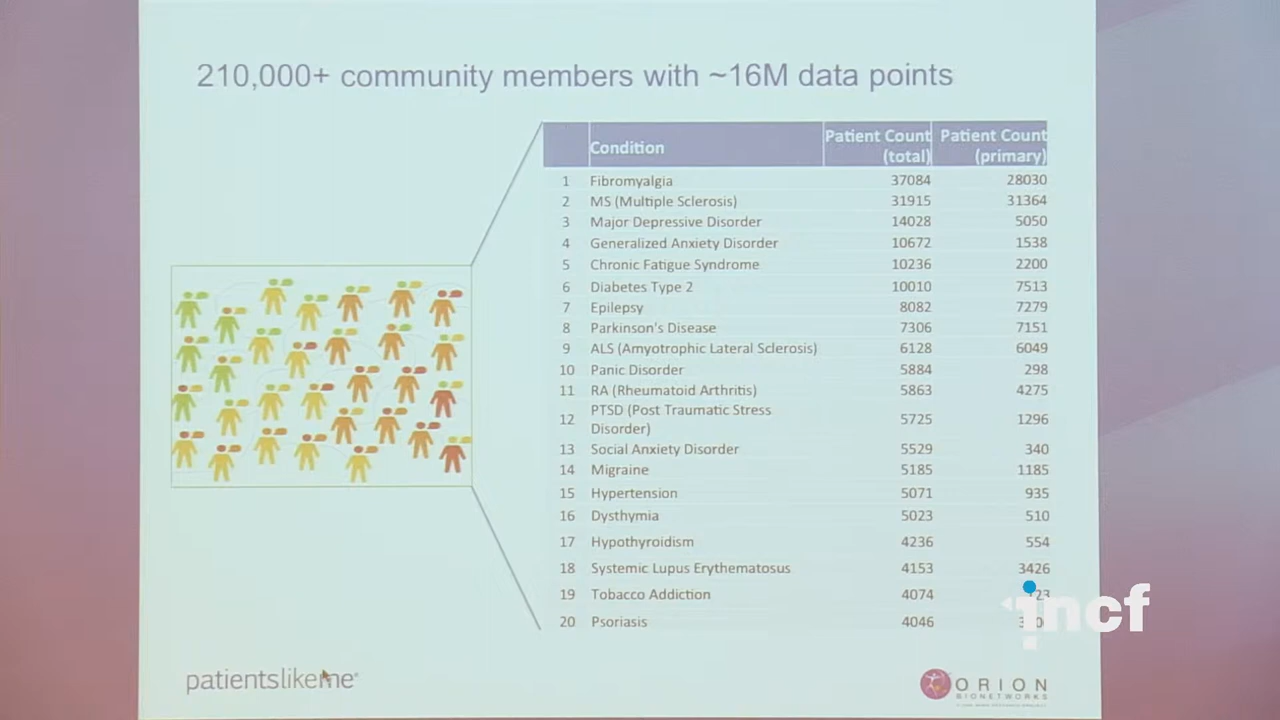 210,000+ community members with ~16M data points
Condition Patient Count (total) Patient Count (primary)
1 Fibromyalgia 37084 28030
2 MS (Multiple Sclerosis) 31915 31364
3 Major Depressive Disorder 14028 5050
4 Generalized Anxiety Disorder 10672 1538
5 Chronic Fatigue Syndrome 10236 2200
6 Diabetes Type 2 10010 7513
7 Epilepsy 8082 7279
8 Parkinson's Disease 7306 7151
9 ALS (Amyotrophic Lateral Sclerosis) 6128 6049
10 Panic Disorder 5884 298
11 RA (Rheumatoid Arthritis) 5863 4275
12 PTSD (Post Traumatic Stress Disorder) 5725 1296
13 Social Anxiety Disorder 5529 340
14 Migraine 5185 1185
15 Hypertension 5071 935
16 Dysthymia 5023 510
17 Hypothyroidism 4236 554
18 Systemic Lupus Erythematosus 4153 3426
19 Tobacco Addiction 4074
20 Psoriasis 4046
incf
patientslikeme®
ORION
BIONETWORKS